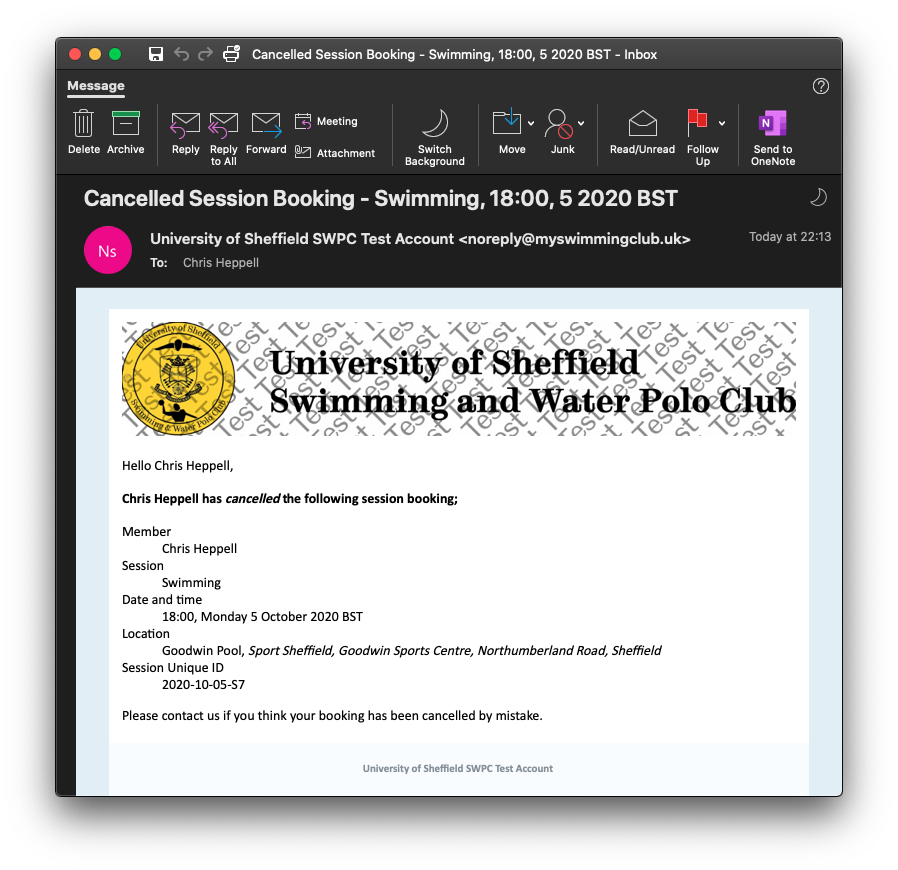 Cancelled Session Booking - Swimming, 18:00, 5 2020 BST - Inbox
Message
Delete
Archive
Reply
Reply to All
Forward
Meeting
Attachment
Switch Background
Move
Junk
Read/Unread
Follow Up
N
Send to OneNote
Cancelled Session Booking - Swimming, 18:00, 5 2020 BST
Ns
University of Sheffield SWPC Test Account <noreply@myswimmingclub.uk>
Today at 22:13
To: Chris Heppell
University of Sheffield
Swimming & Water Polo Club
Test Test Test Test Test Test
University of Sheffield
Swimming and Water Polo Club
Hello Chris Heppell,
Chris Heppell has cancelled the following session booking;
Member
Chris Heppell
Session
Swimming
Date and time
18:00, Monday 5 October 2020 BST
Location
Goodwin Pool, Sport Sheffield, Goodwin Sports Centre, Northumberland Road, Sheffield
Session Unique ID
2020-10-05-S7
Please contact us if you think your booking has been cancelled by mistake.
University of Sheffield SWPC Test Account